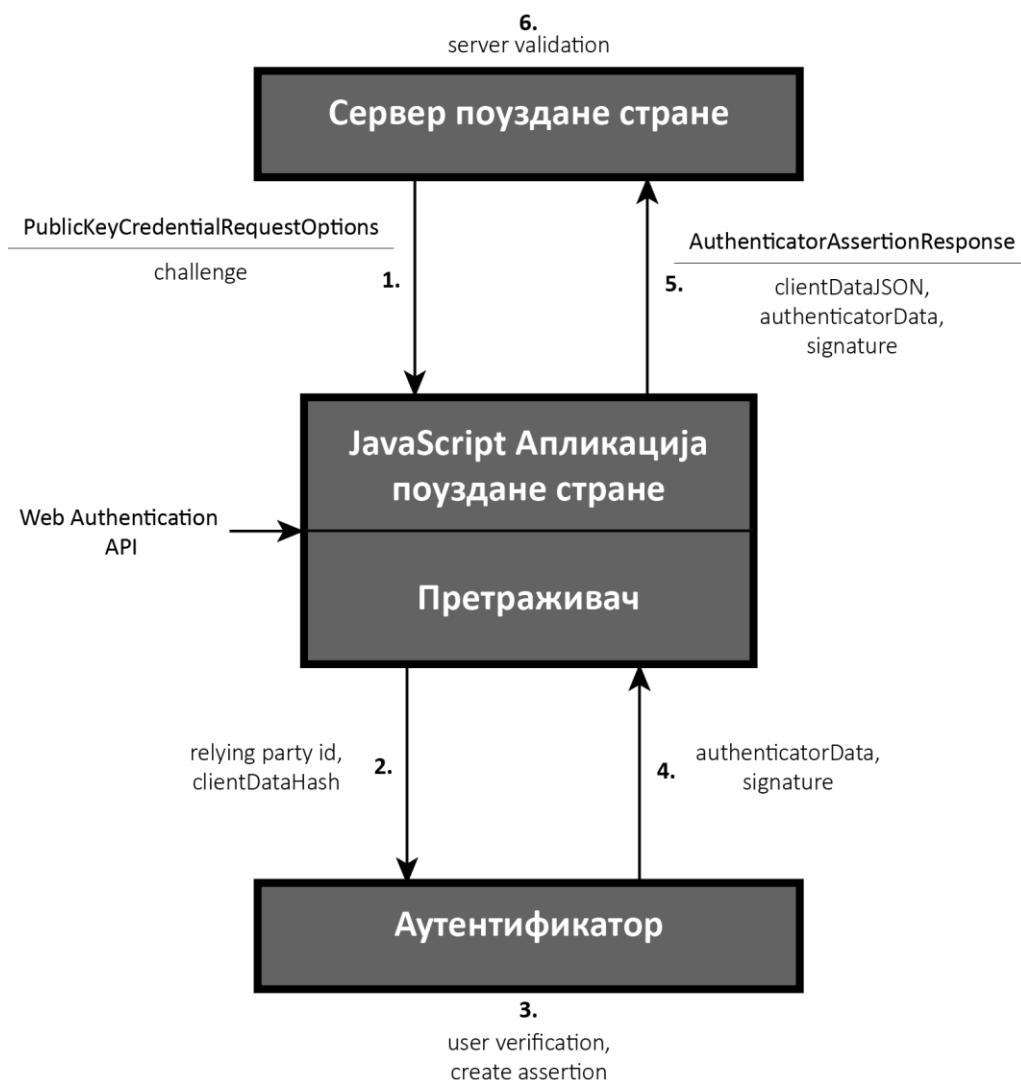 6.
server validation
Сервер поуздане стране
PublicKeyCredentialRequestOptions
challenge
1.
AuthenticatorAssertionResponse
5.
clientDataJSON,
authenticatorData,
signature
JavaScript Апликација
поуздане стране
Web Authentication
API
Претраживач
relying party id,
clientDataHash
2.
4.
authenticatorData,
signature
Аутентификатор
3.
user verification,
create assertion